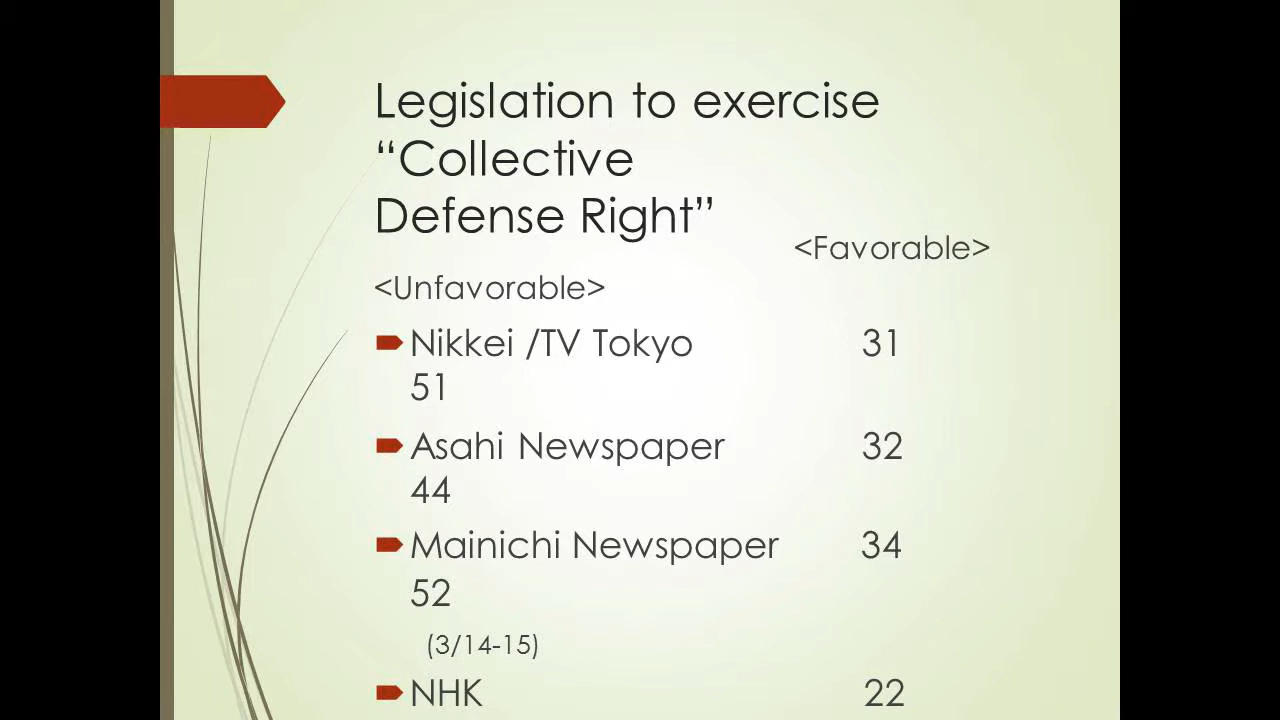 Legislation to exercise
“Collective
Defense Right”
<Favorable>
<Unfavorable>
Nikkei /TV Tokyo 31
51
Asahi Newspaper 32
44
Mainichi Newspaper 34
52
(3/14-15)
NHK 22